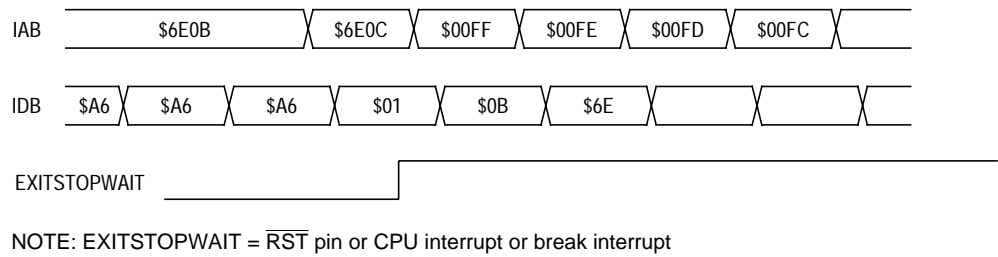 IAB $6E0B $6E0C $00FF $00FE $00FD $00FC
IDB $A6 $A6 $A6 $01 $0B $6E
EXITSTOPWAIT
NOTE: EXITSTOPWAIT = RST pin or CPU interrupt or break interrupt